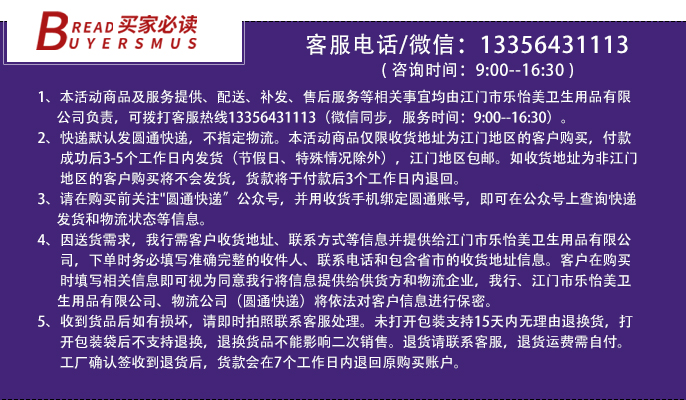 BREAD买家必读
BUYERSMUS
客服电话/微信：13356431113
( 咨询时间：9:00--16:30 )
1、本活动商品及服务提供、配送、补发、售后服务等相关事宜均由江门市乐怡美卫生用品有限
公司负责，可拨打客服热线13356431113（微信同步，服务时间：9:00--16:30）。
2、快递默认发圆通快递，不指定物流。本活动商品仅限收货地址为江门地区的客户购买，付款
成功后3-5个工作日内发货（节假日、特殊情况除外），江门地区包邮。如收货地址为非江门
地区的客户购买将不会发货，货款将于付款后3个工作日内退回。
3、请在购买前关注"圆通快递"公众号，并用收货手机绑定圆通账号，即可在公众号上查询快递
发货和物流状态等信息。
4、因送货需求，我行需客户收货地址、联系方式等信息并提供给江门市乐怡美卫生用品有限公
司，下单时务必填写准确完整的收件人、联系电话和包含省市的收货地址信息。客户在购买
时填写相关信息即可视为同意我行将信息提供给供货方和物流企业，我行、江门市乐怡美卫
生用品有限公司、物流公司（圆通快递）将依法对客户信息进行保密。
5、收到货品后如有损坏，请即时拍照联系客服处理。未打开包装支持15天内无理由退换货，打
开包装袋后不支持退换，退换货品不能影响二次销售。退货请联系客服，退货运费需自付。
工厂确认签收到退货后，货款会在7个工作日内退回原购买账户。